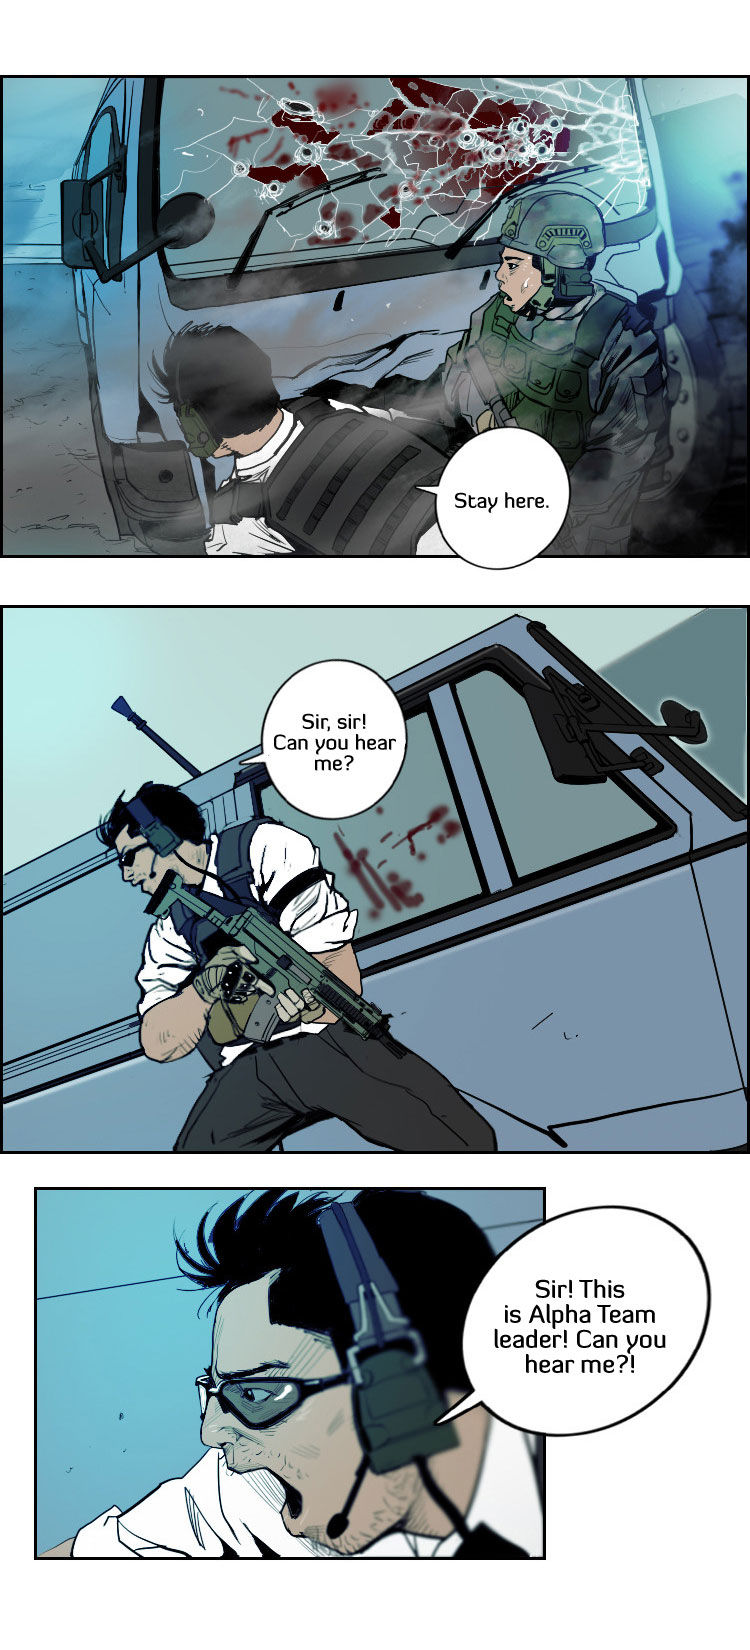 Stay here.
Sir, sir!
Can you hear
me?
Sir! This
is Alpha Team
leader! Can you
hear me?!